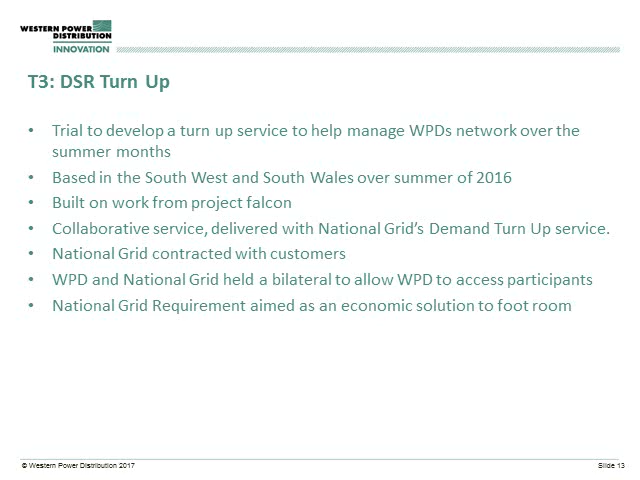 WESTERN POWER
DISTRIBUTION
INNOVATION
T3: DSR Turn Up
• Trial to develop a turn up service to help manage WPDs network over the
summer months
• Based in the South West and South Wales over summer of 2016
• Built on work from project falcon
• Collaborative service, delivered with National Grid’s Demand Turn Up service.
• National Grid contracted with customers
• WPD and National Grid held a bilateral to allow WPD to access participants
• National Grid Requirement aimed as an economic solution to foot room
© Western Power Distribution 2017
Slide 13